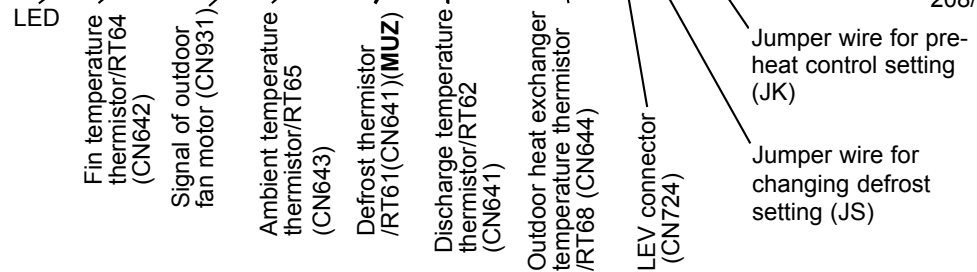 LED
208/
Fin temperature
thermistor/RT64
(CN642)
Signal of outdoor
fan motor (CN931)
Ambient temperature
thermistor/RT65
(CN643)
Defrost thermistor
/RT61(CN641)(MUZ)
Discharge temperature
thermistor/RT62
(CN641)
Outdoor heat exchanger
temperature thermistor
/RT68 (CN644)
LEV connector
(CN724)
Jumper wire for pre-
heat control setting
(JK)
Jumper wire for
changing defrost
setting (JS)